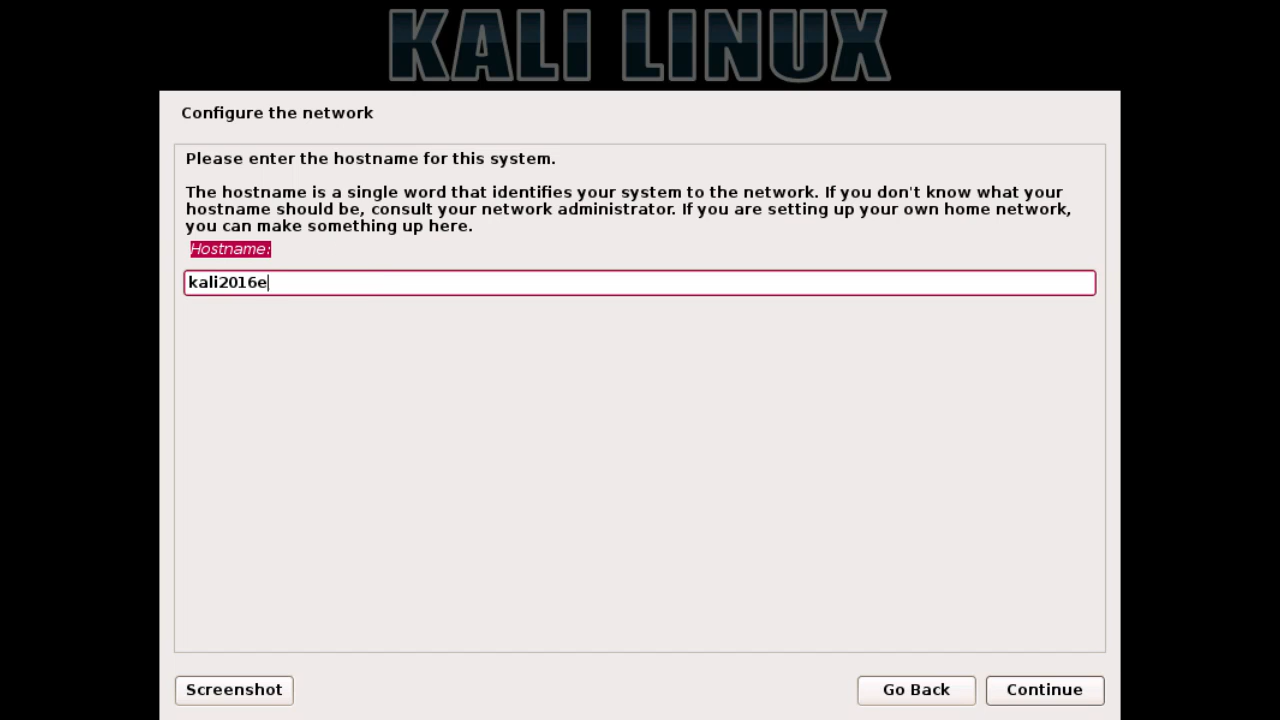 KALI LINUX
Configure the network
Please enter the hostname for this system.
The hostname is a single word that identifies your system to the network. If you don't know what your
hostname should be, consult your network administrator. If you are setting up your own home network,
you can make something up here.
Hostname:
kali2016e
Screenshot
Go Back
Continue